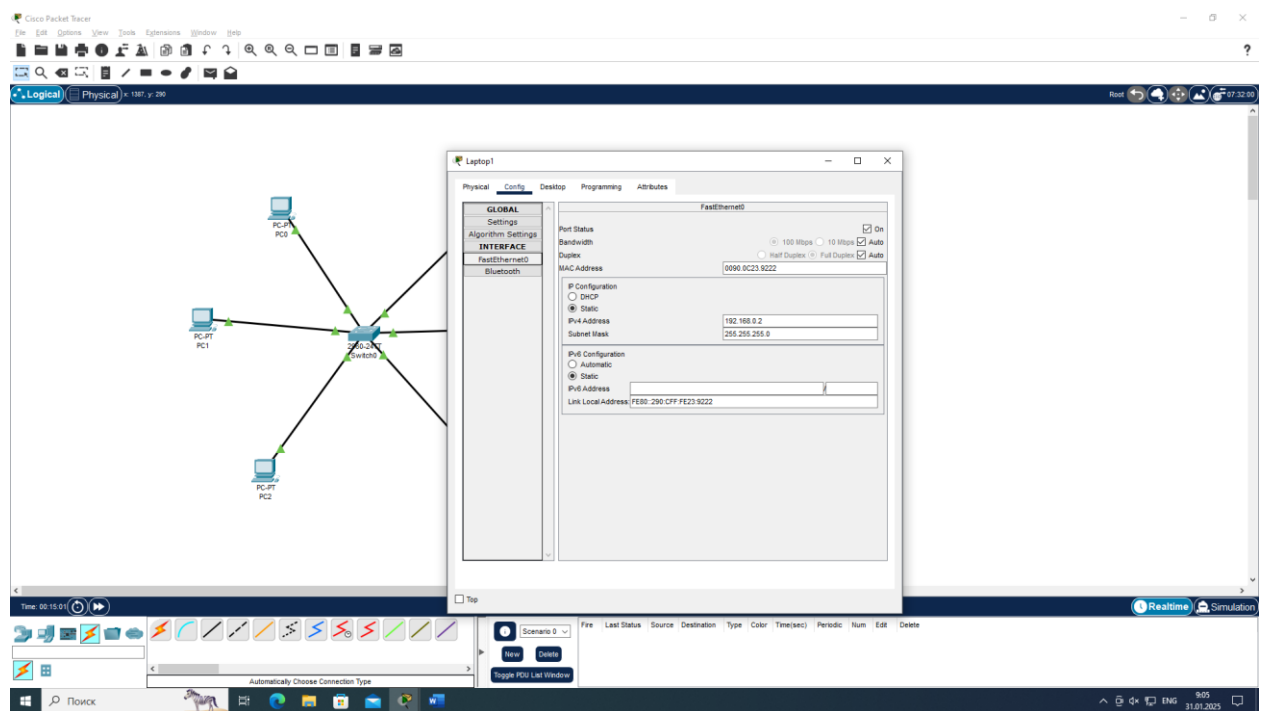 Cisco Packet Tracer
File Edit Options View Tools Extensions Window Help
?
Logical Physical x: 1387, y: 290 Root 07:32:00
Laptop1
Physical Config Desktop Programming Attributes
GLOBAL
Settings
Algorithm Settings
INTERFACE
FastEthernet0
Bluetooth
FastEthernet0
Port Status On
Bandwidth 100 Mbps 10 Mbps Auto
Duplex Half Duplex Full Duplex Auto
MAC Address 0090.0C23.9222
IP Configuration
DHCP
Static
IPv4 Address 192.168.0.2
Subnet Mask 255.255.255.0
IPv6 Configuration
Automatic
Static
IPv6 Address /
Link Local Address: FE80::290:CFF:FE23:9222
Top
PC-PT
PC0
PC-PT
PC1
2960-24TT
Switch0
PC-PT
PC2
Time: 00:15:01 Realtime Simulation
Scenario 0
New Delete
Toggle PDU List Window
Fire Last Status Source Destination Type Color Time(sec) Periodic Num Edit Delete
Automatically Choose Connection Type
Поиск
ENG
9:05
31.01.2025